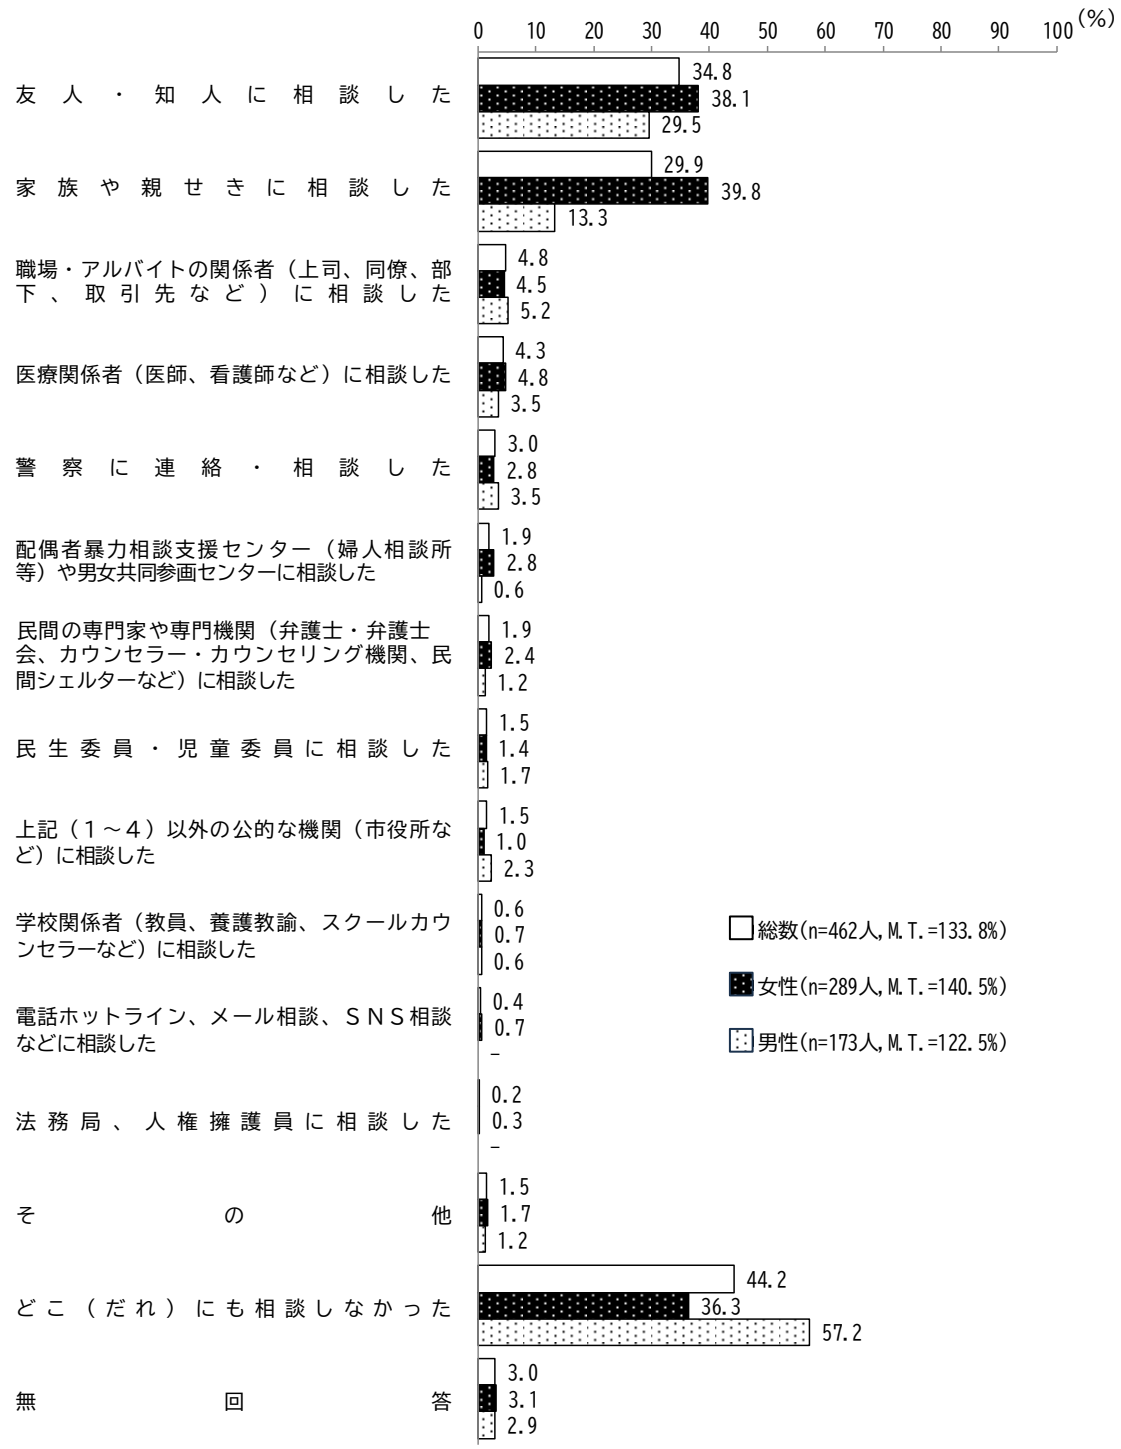 0 10 20 30 40 50 60 70 80 90 100 (%)
友人・知人に相談した
34.8
38.1
29.5
家族や親せきに相談した
29.9
39.8
13.3
職場・アルバイトの関係者（上司、同僚、部
下、取引先など）に相談した
4.8
4.5
5.2
医療関係者（医師、看護師など）に相談した
4.3
4.8
3.5
警察に連絡・相談した
3.0
2.8
3.5
配偶者暴力相談支援センター（婦人相談所
等）や男女共同参画センターに相談した
1.9
2.8
0.6
民間の専門家や専門機関（弁護士・弁護士
会、カウンセラー・カウンセリング機関、民
間シェルターなど）に相談した
1.9
2.4
1.2
民生委員・児童委員に相談した
1.5
1.4
1.7
上記（１～４）以外の公的な機関（市役所な
ど）に相談した
1.5
1.0
2.3
学校関係者（教員、養護教諭、スクールカウ
ンセラーなど）に相談した
0.6
0.7
0.6
電話ホットライン、メール相談、ＳＮＳ相談
などに相談した
0.4
0.7
–
法務局、人権擁護員に相談した
0.2
0.3
–
その他
1.5
1.7
1.2
どこ（だれ）にも相談しなかった
44.2
36.3
57.2
無回答
3.0
3.1
2.9
総数(n=462人,M.T.=133.8%)
女性(n=289人,M.T.=140.5%)
男性(n=173人,M.T.=122.5%)